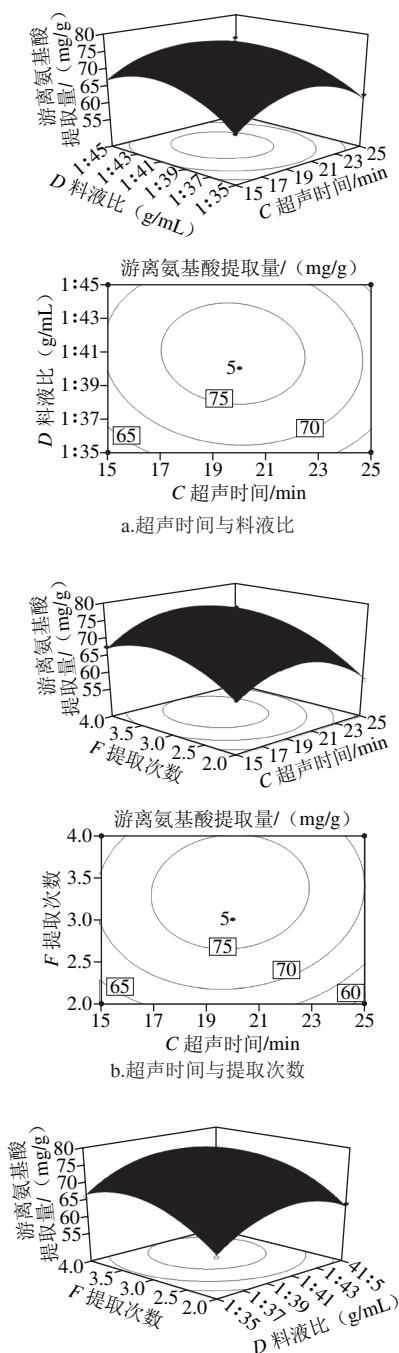 游离氨基酸
提取量/（mg/g）
80
75
70
65
60
55
1∶45
1∶43
1∶41
1∶39
1∶37
1∶35
D 料液比（g/mL）
15 17 19 21 23 25
C 超声时间/min
游离氨基酸提取量/（mg/g）
1∶45
1∶43
1∶41
1∶39
1∶37
1∶35
D 料液比（g/mL）
5
75
65
70
15 17 19 21 23 25
C 超声时间/min
a.超声时间与料液比
游离氨基酸
提取量/（mg/g）
80
75
70
65
60
55
4.0
3.5
3.0
2.5
2.0
F 提取次数
15 17 19 21 23 25
C 超声时间/min
游离氨基酸提取量/（mg/g）
4.0
3.5
3.0
2.5
2.0
F 提取次数
5
75
70
65
60
15 17 19 21 23 25
C 超声时间/min
b.超声时间与提取次数
游离氨基酸
提取量/（mg/g）
80
75
70
65
60
55
4.0
3.5
3.0
2.5
2.0
F 提取次数
1∶35
1∶37
1∶39
1∶41
1∶43
41∶5
D 料液比（g/mL）